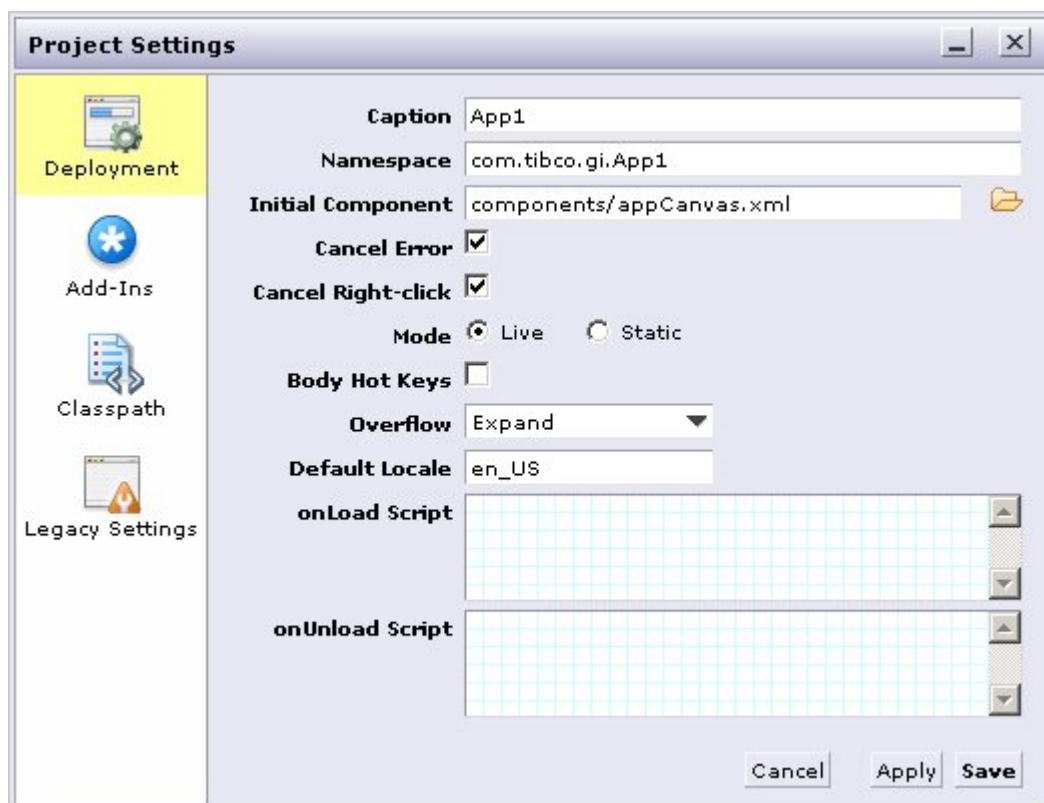 Project Settings
Deployment
Add-Ins
Classpath
Legacy Settings
Caption App1
Namespace com.tibco.gi.App1
Initial Component components/appCanvas.xml
Cancel Error
Cancel Right-click
Mode Live Static
Body Hot Keys
Overflow Expand
Default Locale en_US
onLoad Script
onUnload Script
Cancel Apply Save